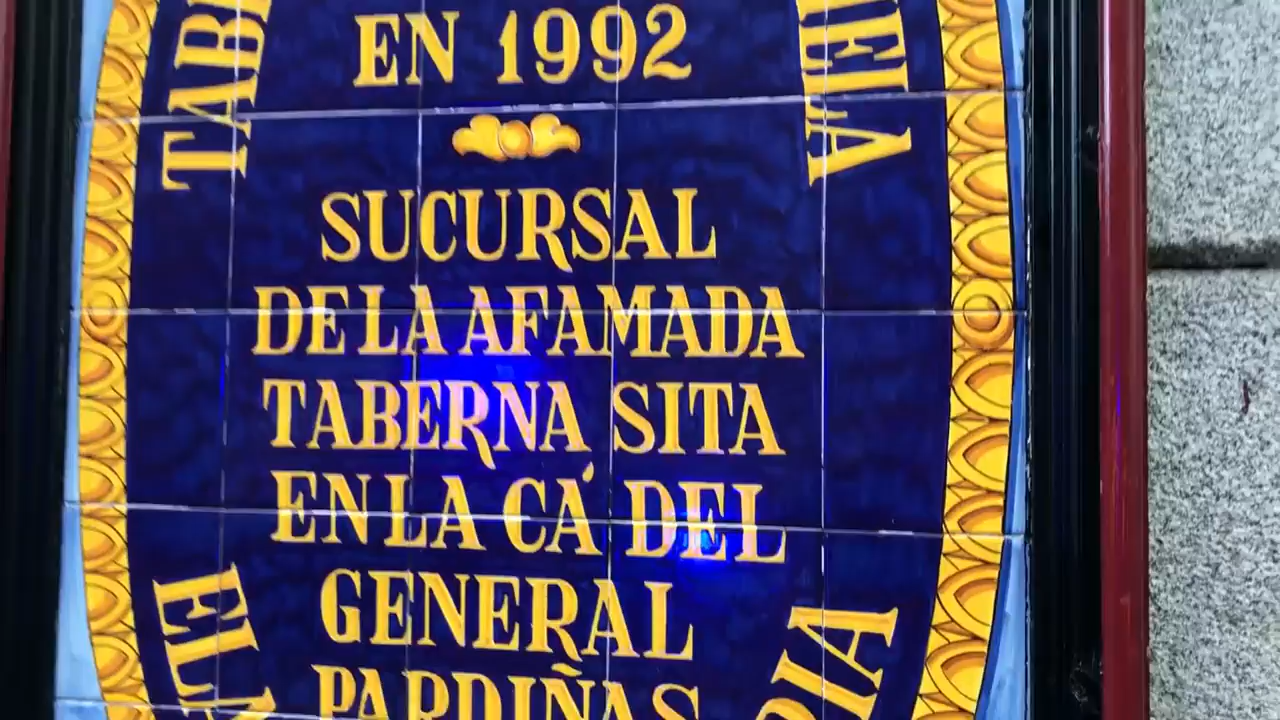 EN 1992
SUCURSAL
DE LA AFAMADA
TABERNA SITA
EN LA CÁ DEL
GENERAL
PARDIÑAS